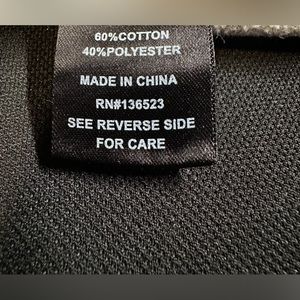 60%COTTON
40%POLYESTER
MADE IN CHINA
RN#136523
SEE REVERSE SIDE
FOR CARE